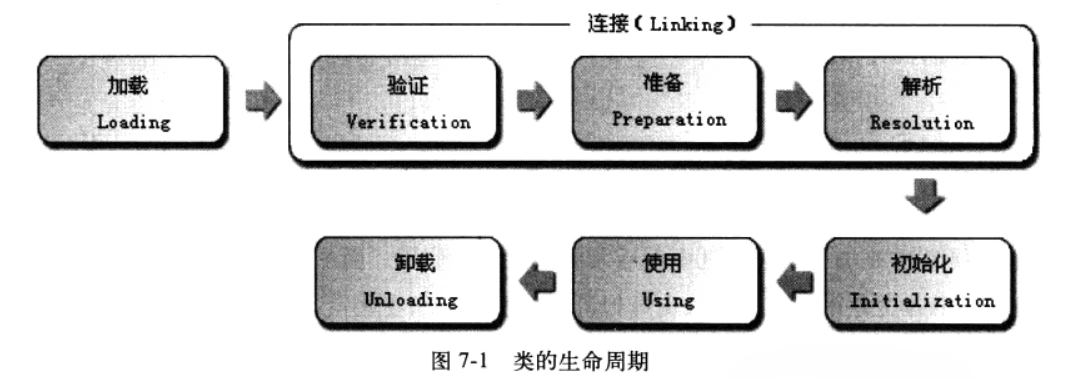 连接（Linking）
加载
Loading
验证
Verification
准备
Preparation
解析
Resolution
初始化
Initialization
使用
Using
卸载
Unloading
图 7-1 类的生命周期